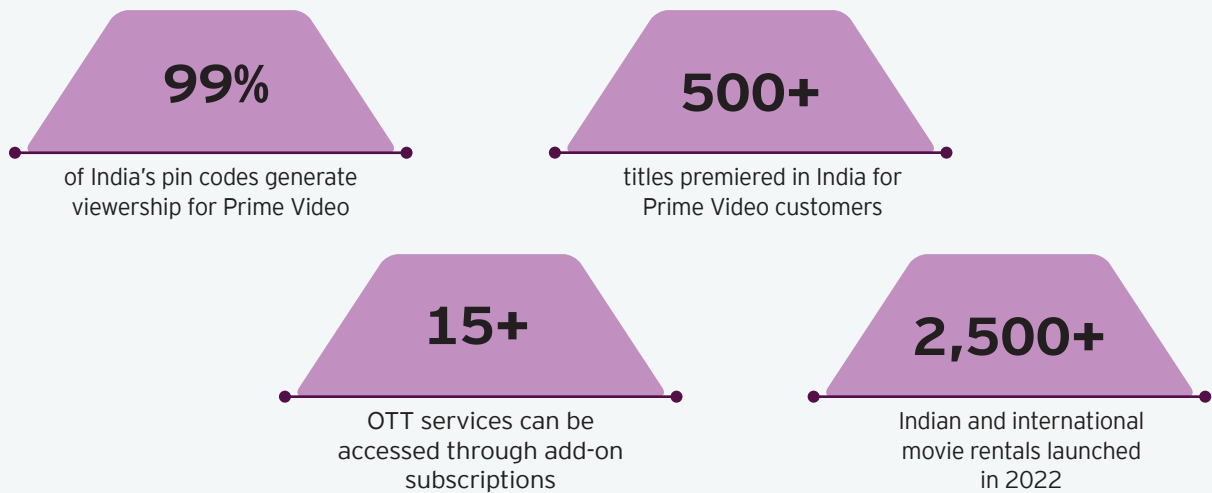 99%
of India's pin codes generate
viewership for Prime Video
500+
titles premiered in India for
Prime Video customers
15+
OTT services can be
accessed through add-on
subscriptions
2,500+
Indian and international
movie rentals launched
in 2022